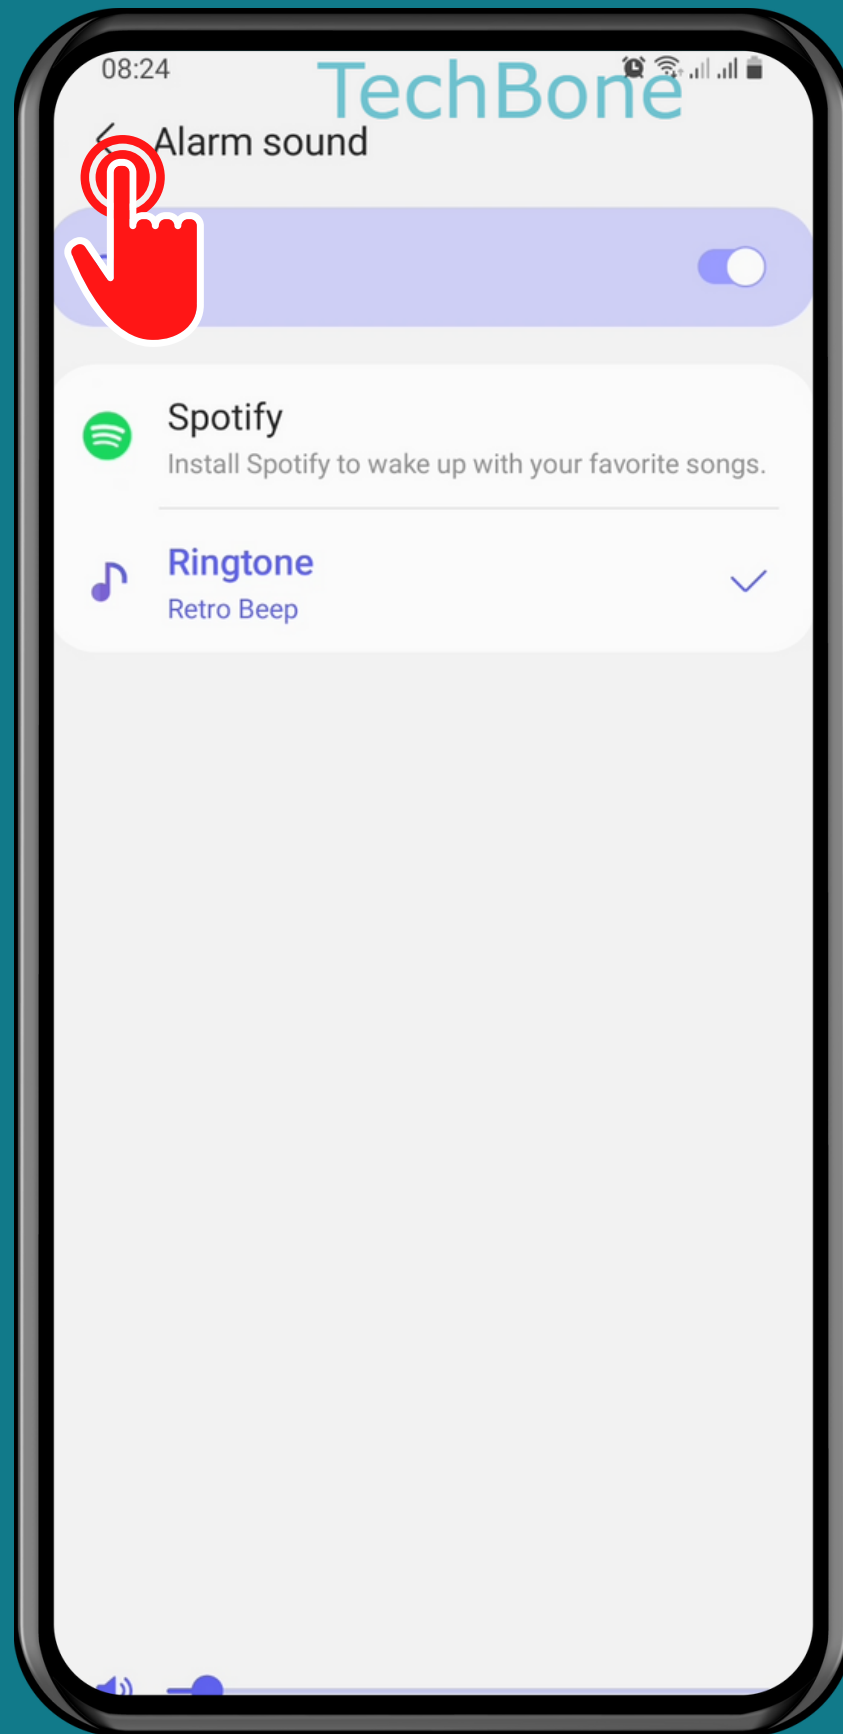 08:24
TechBone
Alarm sound
Spotify
Install Spotify to wake up with your favorite songs.
Ringtone
Retro Beep